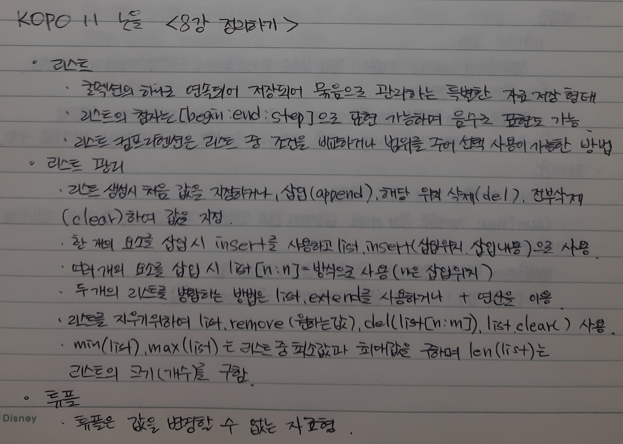 KOPO 11 노을 <8강 정리하기>
• 리스트
• 컬렉션의 하나로 연속되어 저장되어 묶음으로 관리하는 특별한 자료 저장 형태
• 리스트의 첨자는 [begin:end:step]으로 표현 가능하며 음수로 표현도 가능.
• 리스트 컴프리헨션은 리스트 중 조건을 비교하거나 범위를 주어 선택 사용이 가능한 방법
• 리스트 관리
• 리스트 생성시 처음 값을 지정하거나, 삽입(append), 해당 위치 삭제(del), 전부삭제
(clear)하여 값을 지정.
• 한 개의 요소를 삽입 시 insert를 사용하고 list.insert(삽입위치, 삽입내용)으로 사용.
• 여러개의 요소를 삽입 시 list[n:n]=방식으로 사용 (n은 삽입위치)
• 두개의 리스트를 병합하는 방법은 list.extend를 사용하거나 + 연산을 이용
• 리스트를 지우기위하여 list.remove(원하는값), del(list[n:m]), list.clear() 사용.
• min(list), max(list)는 리스트 중 최소값과 최대값을 구하며 len(list)는
리스트의 크기(개수)를 구함.
• 튜플
• 튜플은 값을 변경할 수 없는 자료형.
Disney